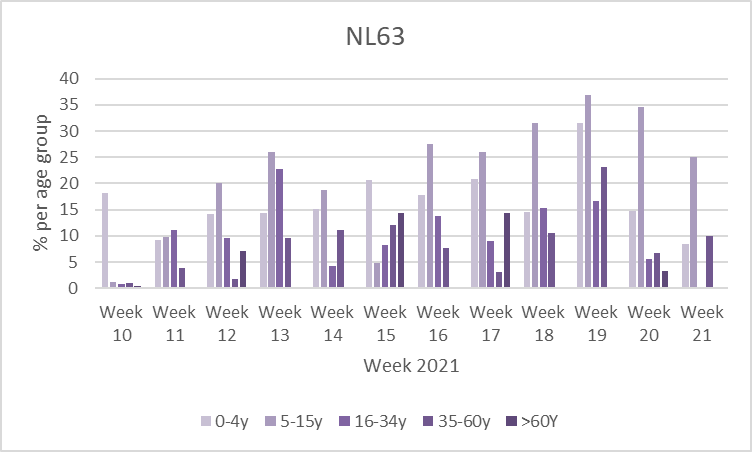 NL63
% per age group
40
35
30
25
20
15
10
5
0
Week 10 Week 11 Week 12 Week 13 Week 14 Week 15 Week 16 Week 17 Week 18 Week 19 Week 20 Week 21
Week 2021
0-4y 5-15y 16-34y 35-60y >60Y